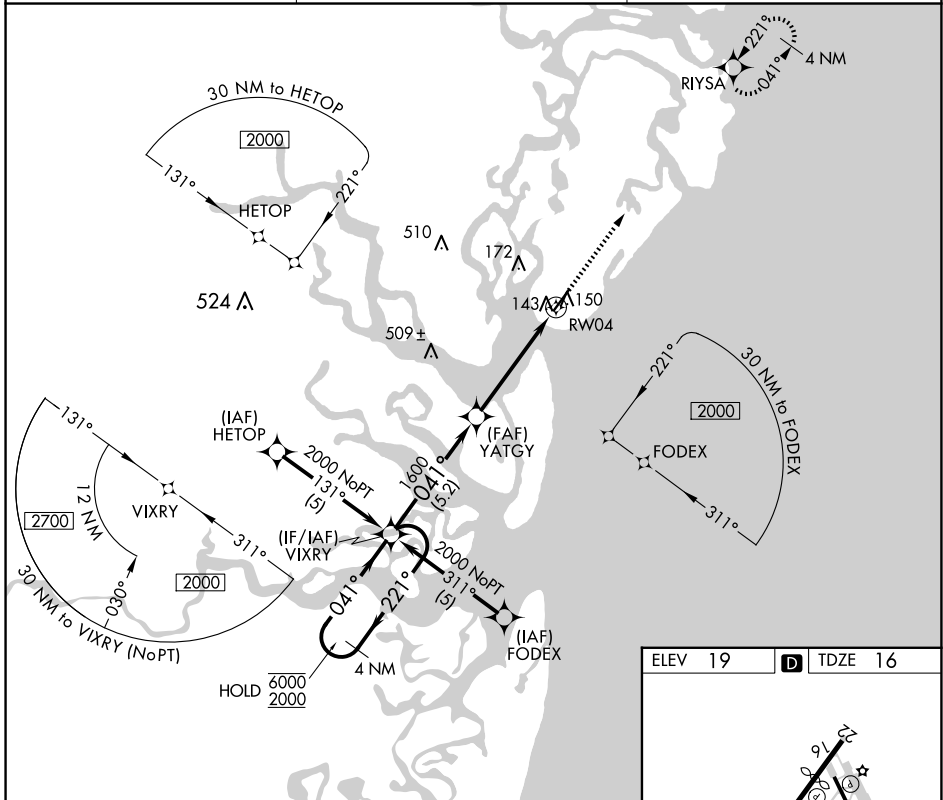 221°
041°
4 NM
RIYSA
30 NM to HETOP
2000
131°
221°
HETOP
510
172
524
143
150
RW04
509±
221°
30 NM to FODEX
2000
FODEX
311°
131°
12 NM
2700
VIXRY
311°
2000
030°
30 NM to VIXRY (NoPT)
(IAF)
HETOP
2000 NoPT
131°
(5)
(FAF)
YATGY
1600
041°
(5.2)
(IF/IAF)
VIXRY
2000 NoPT
311°
(5)
(IAF)
FODEX
041°
221°
4 NM
HOLD 6000
2000
ELEV 19
D
TDZE 16
22
16
P
P